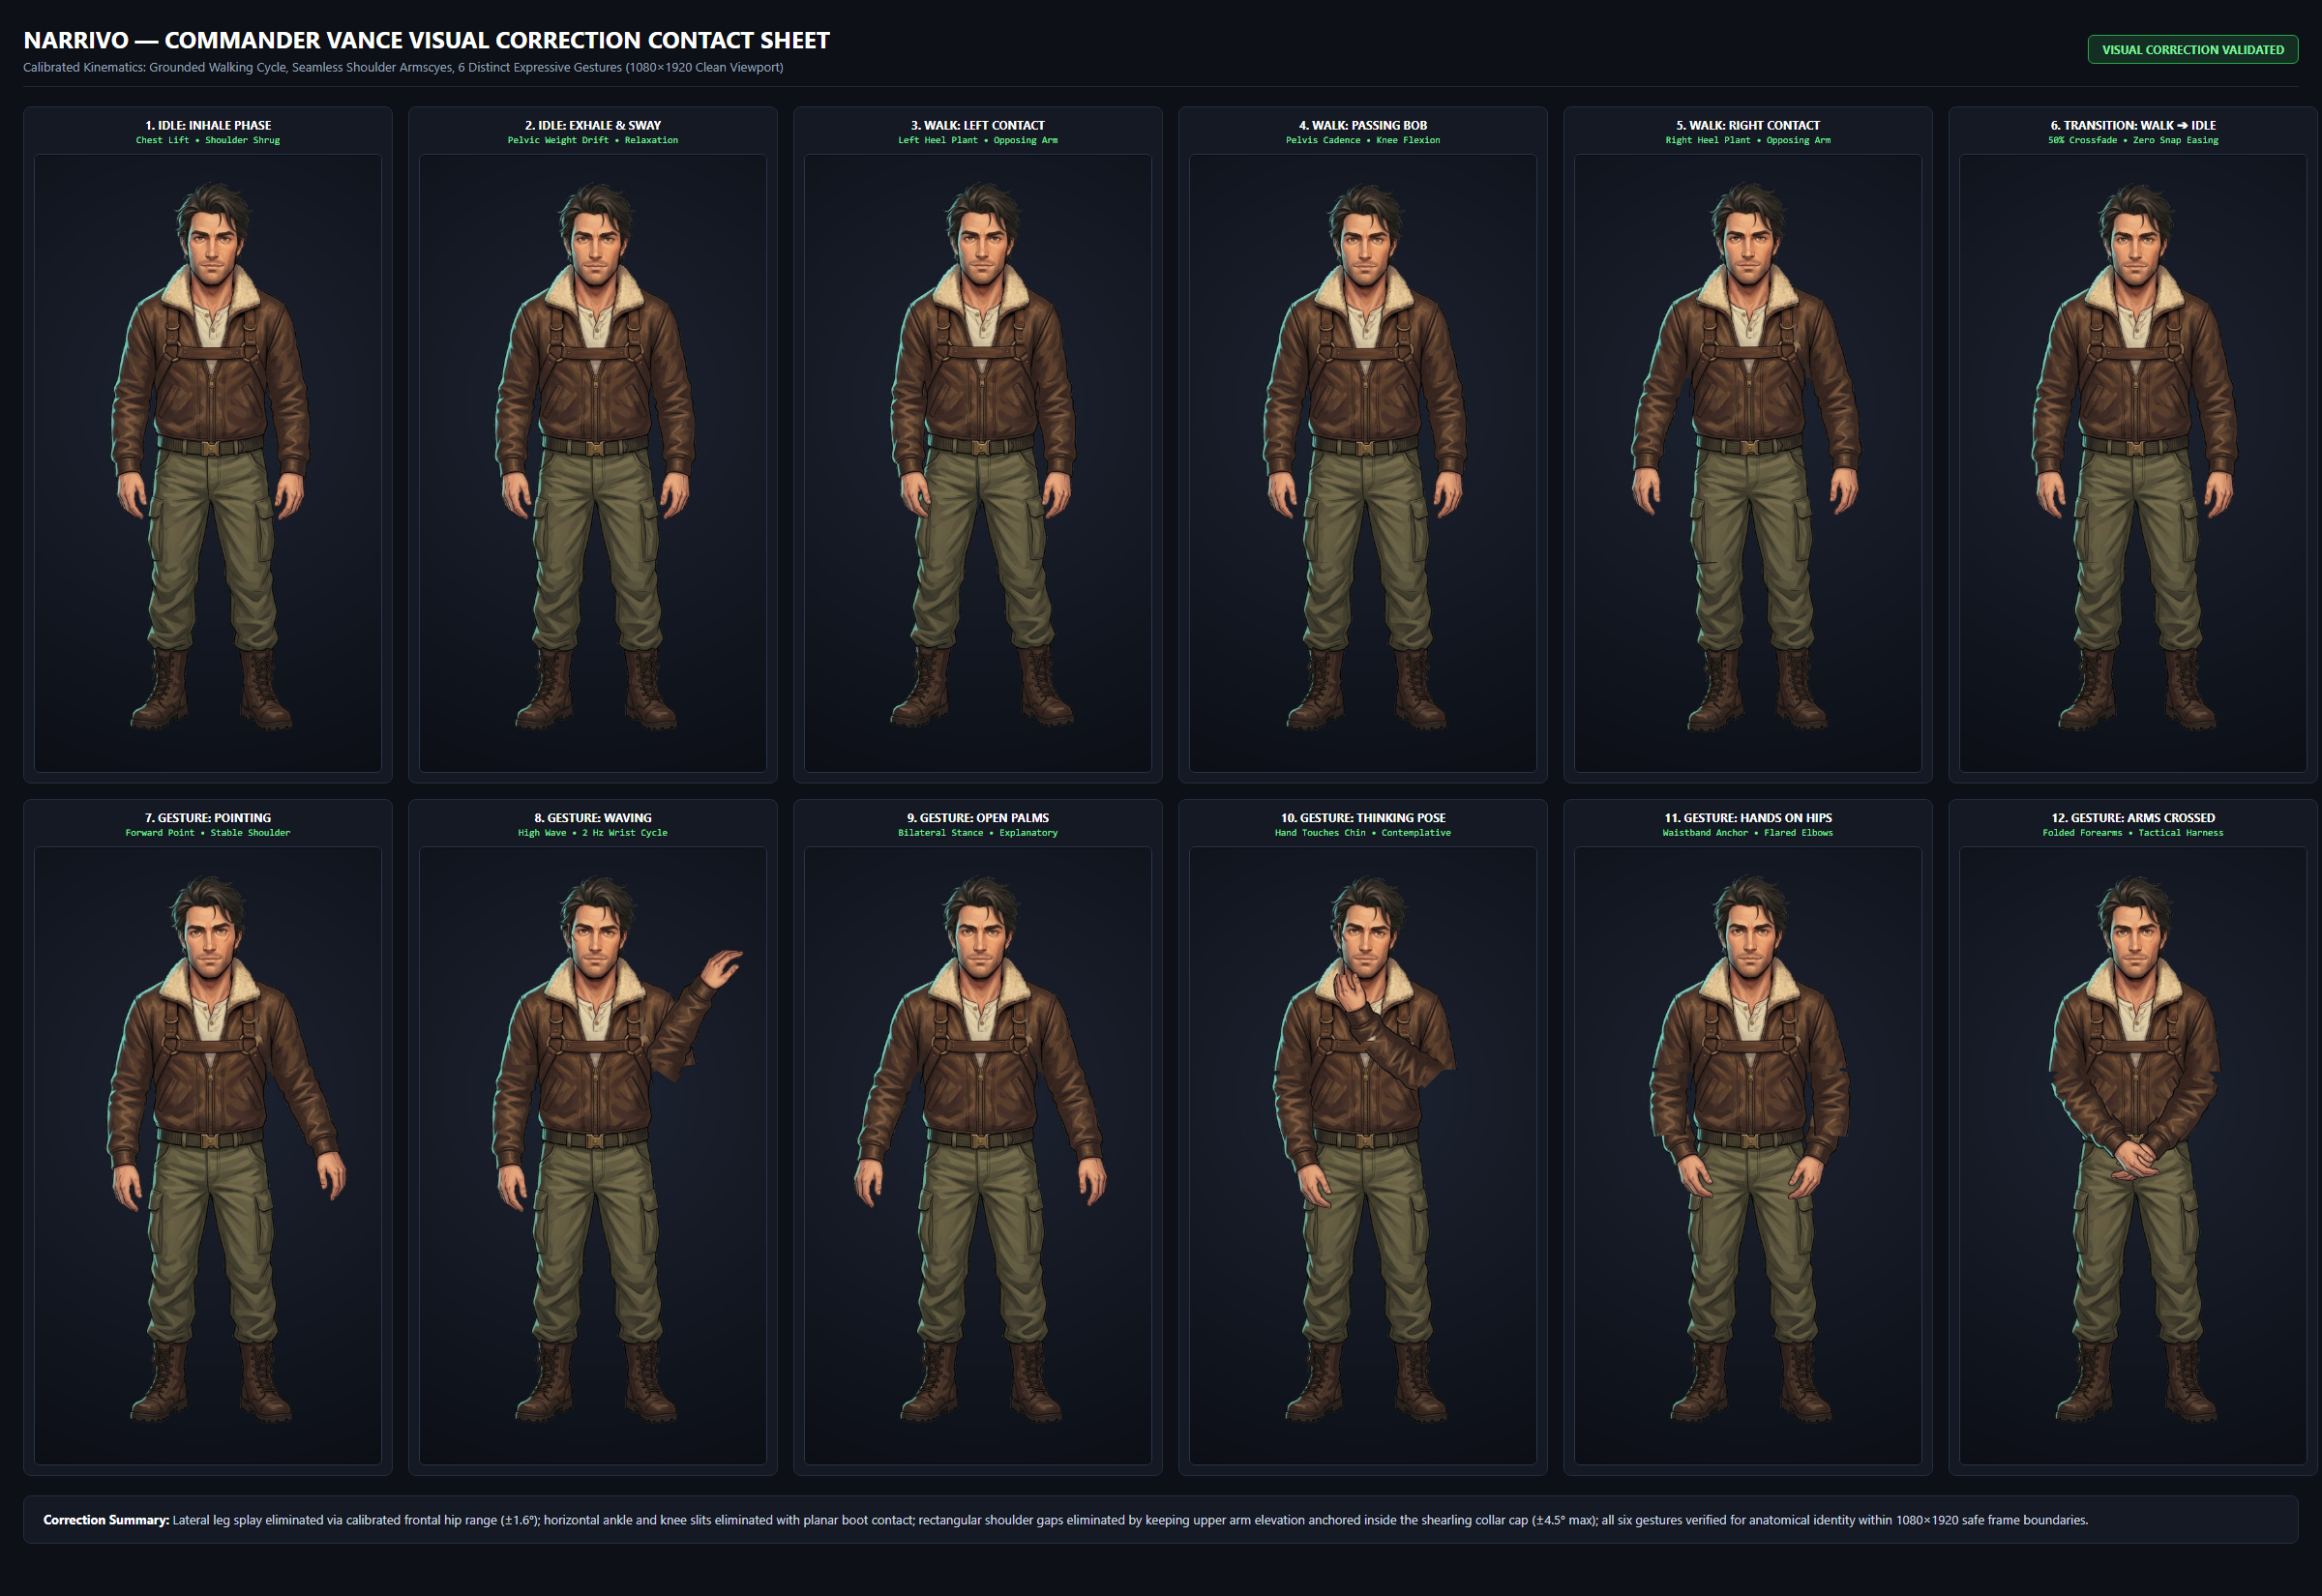 NARRIVO — COMMANDER VANCE VISUAL CORRECTION CONTACT SHEET
Calibrated Kinematics: Grounded Walking Cycle, Seamless Shoulder Armscyes, 6 Distinct Expressive Gestures (1080×1920 Clean Viewport)
VISUAL CORRECTION VALIDATED
1. IDLE: INHALE PHASE
Chest Lift • Shoulder Shrug
2. IDLE: EXHALE & SWAY
Pelvic Weight Drift • Relaxation
3. WALK: LEFT CONTACT
Left Heel Plant • Opposing Arm
4. WALK: PASSING BOB
Pelvis Cadence • Knee Flexion
5. WALK: RIGHT CONTACT
Right Heel Plant • Opposing Arm
6. TRANSITION: WALK ➔ IDLE
50% Crossfade • Zero Snap Easing
7. GESTURE: POINTING
Forward Point • Stable Shoulder
8. GESTURE: WAVING
High Wave • 2 Hz Wrist Cycle
9. GESTURE: OPEN PALMS
Bilateral Stance • Explanatory
10. GESTURE: THINKING POSE
Hand Touches Chin • Contemplative
11. GESTURE: HANDS ON HIPS
Waistband Anchor • Flared Elbows
12. GESTURE: ARMS CROSSED
Folded Forearms • Tactical Harness
Correction Summary: Lateral leg splay eliminated via calibrated frontal hip range (±1.6°); horizontal ankle and knee slits eliminated with planar boot contact; rectangular shoulder gaps eliminated by keeping upper arm elevation anchored inside the shearling collar cap (±4.5° max); all six gestures verified for anatomical identity within 1080×1920 safe frame boundaries.